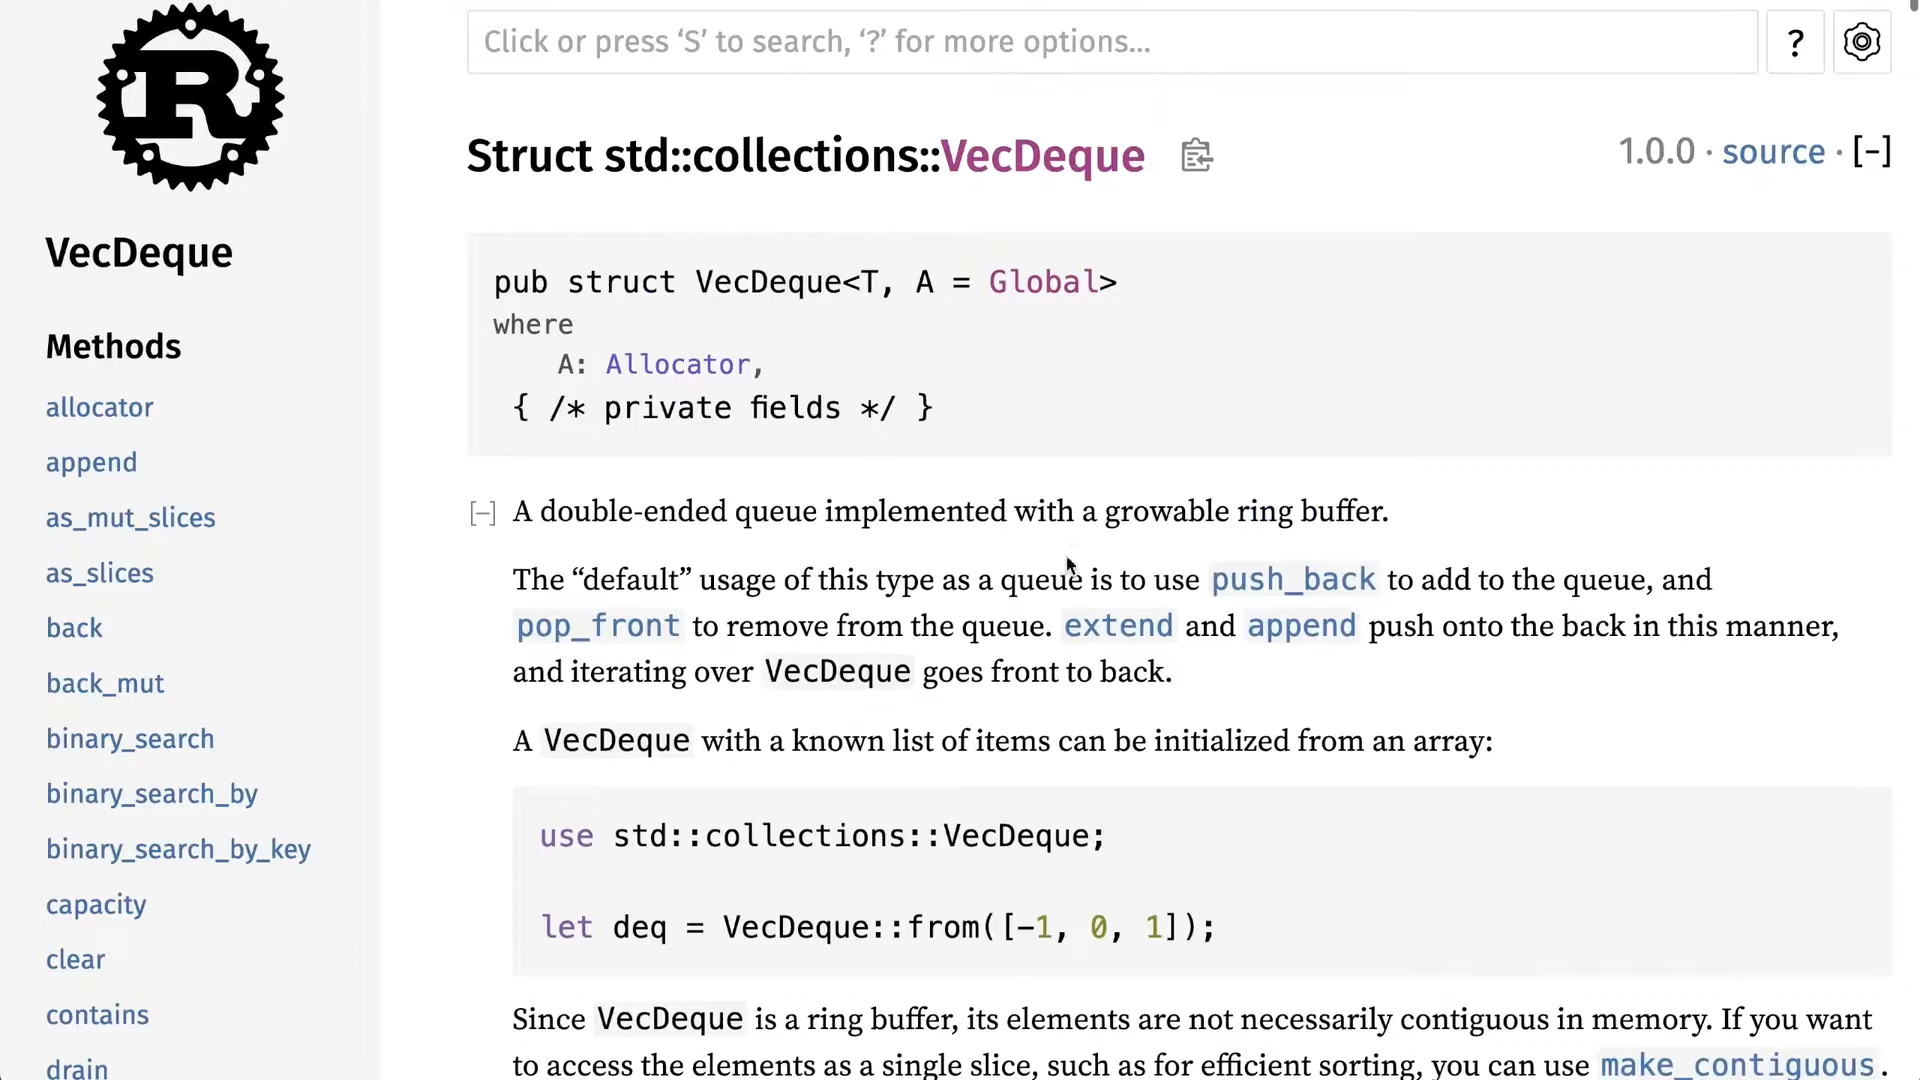 R
VecDeque
Methods
allocator
append
as_mut_slices
as_slices
back
back_mut
binary_search
binary_search_by
binary_search_by_key
capacity
clear
contains
drain
Click or press ‘S’ to search, ‘?’ for more options…
?
Struct std::collections::VecDeque
1.0.0 · source · [-]
pub struct VecDeque<T, A = Global>
where
    A: Allocator,
 { /* private fields */ }
[-] A double-ended queue implemented with a growable ring buffer.
The “default” usage of this type as a queue is to use push_back to add to the queue, and
pop_front to remove from the queue. extend and append push onto the back in this manner,
and iterating over VecDeque goes front to back.
A VecDeque with a known list of items can be initialized from an array:
use std::collections::VecDeque;
let deq = VecDeque::from([-1, 0, 1]);
Since VecDeque is a ring buffer, its elements are not necessarily contiguous in memory. If you want
to access the elements as a single slice, such as for efficient sorting, you can use make_contiguous.